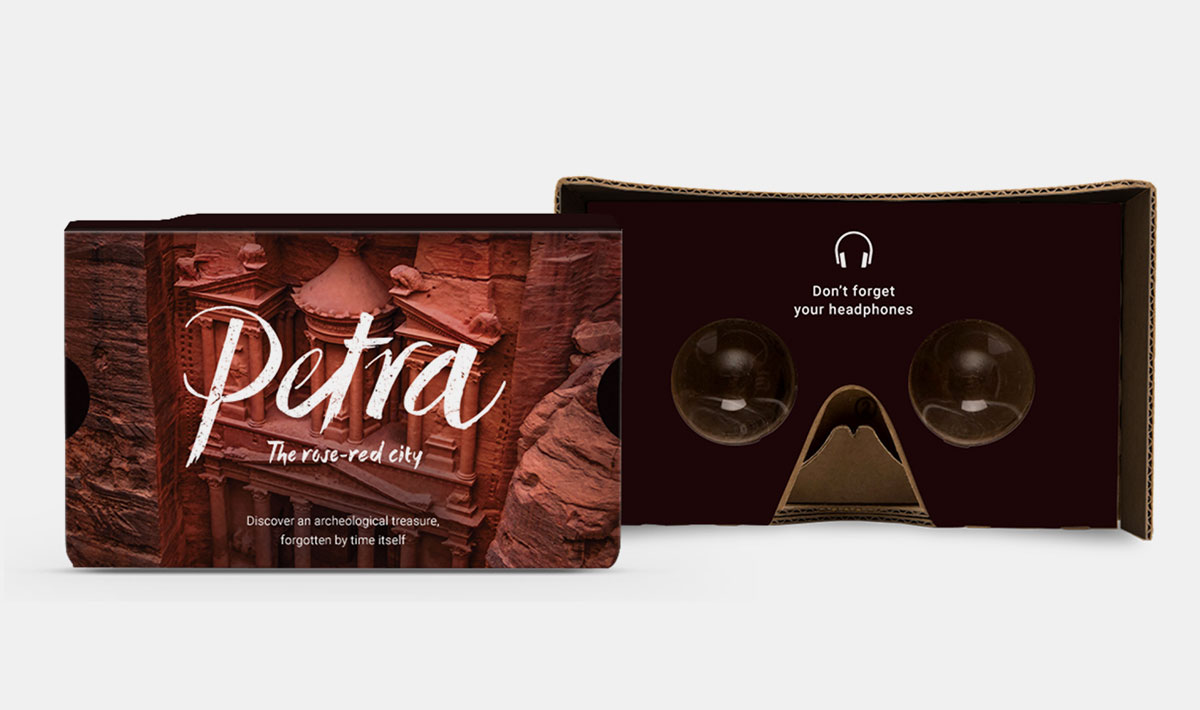 Petra
The rose-red city
Discover an archeological treasure,
forgotten by time itself
Don't forget
your headphones